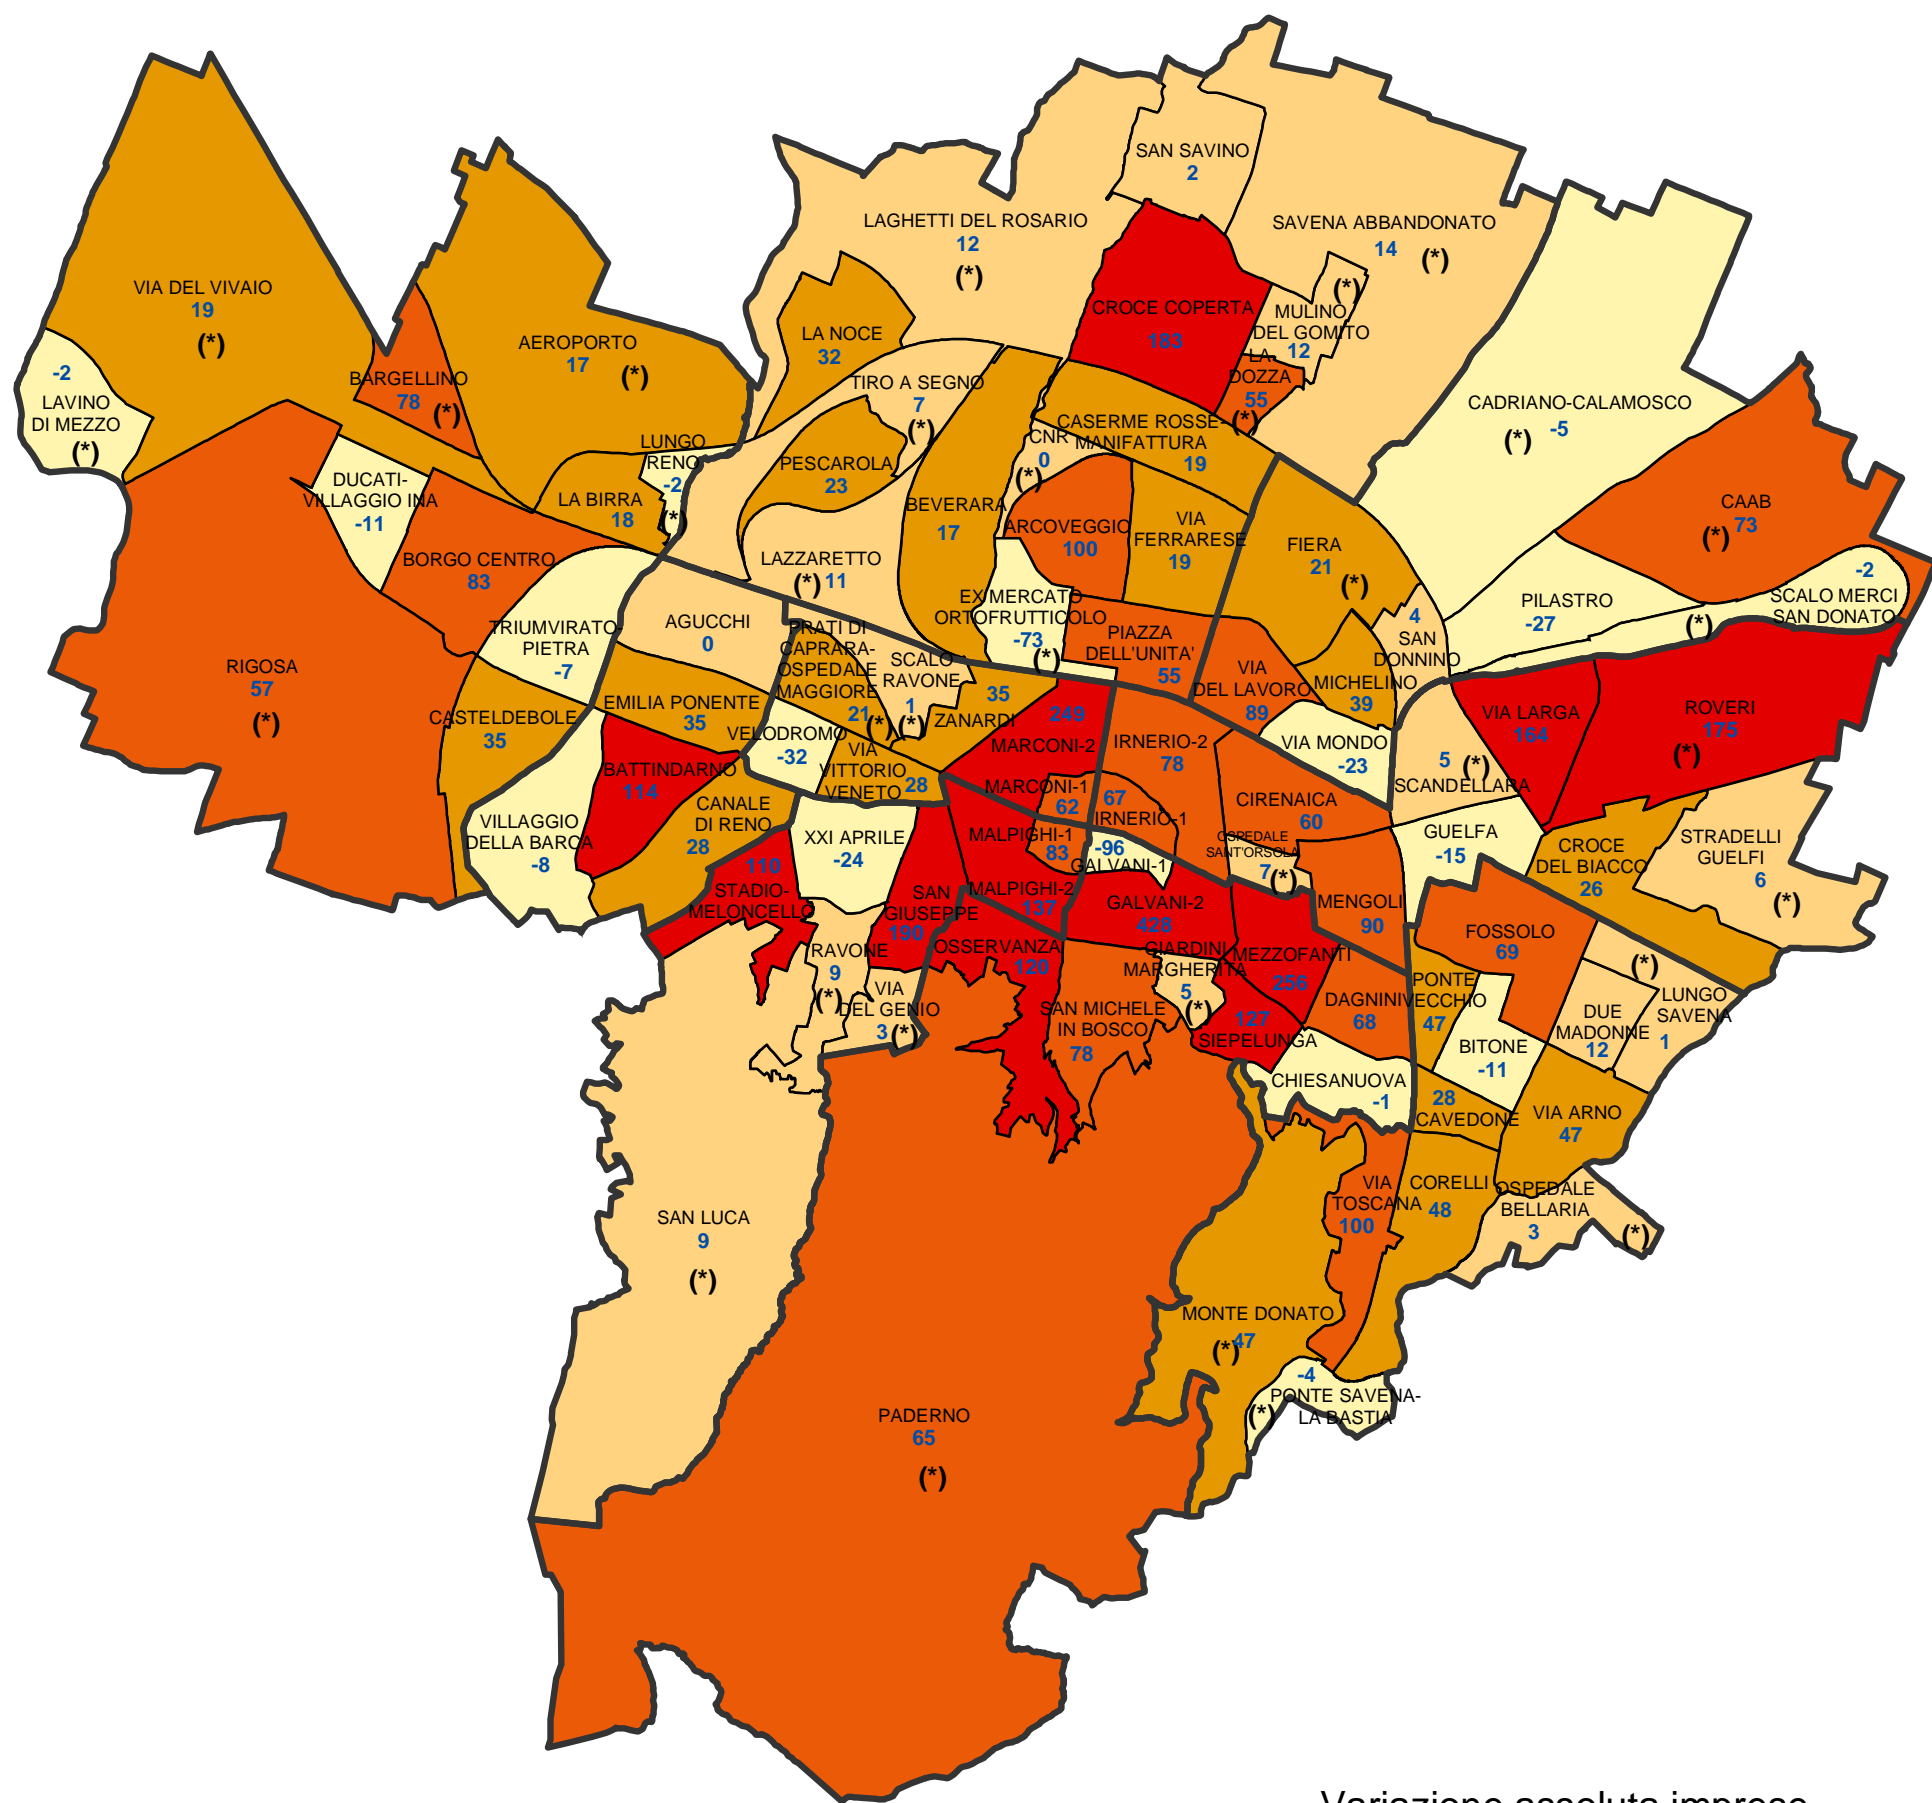 SAN SAVINO
2
LAGHETTI DEL ROSARIO
12
(*)
SAVENA ABBANDONATO
14
(*)
VIA DEL VIVAIO
19
(*)
CROCE COPERTA
183
(*)
MULINO
DEL GOMITO
12
LA NOCE
32
AEROPORTO
17
(*)
BARGELLINO
78
(*)
-2
LAVINO
DI MEZZO
(*)
TIRO A SEGNO
7
(*)
LA
DOZZA
55
(*)
CADRIANO-CALAMOSCO
-5
(*)
CASERME ROSSE-
MANIFATTURA
19
CNR
0
(*)
LUNGO
RENO
-2
(*)
PESCAROLA
23
DUCATI-
VILLAGGIO INA
-11
LA BIRRA
18
BEVERARA
17
ARCOVEGGIO
100
VIA
FERRARESE
19
FIERA
21
(*)
CAAB
73
(*)
BORGO CENTRO
83
LAZZARETTO
11
(*)
-2
SCALO MERCI
SAN DONATO
(*)
PILASTRO
-27
EX MERCATO
ORTOFRUTTICOLO
-73
(*)
AGUCCHI
0
TRIUMVIRATO-
PIETRA
-7
PRATI DI
CAPRARA-
OSPEDALE
MAGGIORE
21
(*)
SCALO
RAVONE
1
(*)
PIAZZA
DELL'UNITA'
55
4
SAN
DONNINO
RIGOSA
57
(*)
VIA
DEL LAVORO
89
MICHELINO
39
EMILIA PONENTE
35
35
ZANARDI
249
MARCONI-2
VIA LARGA
164
ROVERI
175
(*)
CASTELDEBOLE
35
VELODROMO
-32
IRNERIO-2
78
VIA MONDO
-23
5
(*)
SCANDELLARA
BATTINDARNO
114
VIA
VITTORIO
VENETO
28
MARCONI-1
62
67
IRNERIO-1
CIRENAICA
60
CANALE
DI RENO
28
VILLAGGIO
DELLA BARCA
-8
XXI APRILE
-24
MALPIGHI-1
83
-96
GALVANI-1
OSPEDALE
SANT'ORSOLA
7
(*)
GUELFA
-15
CROCE
DEL BIACCO
26
STRADELLI
GUELFI
6
(*)
110
STADIO-
MELONCELLO
SAN
GIUSEPPE
190
MALPIGHI-2
137
GALVANI-2
428
MENGOLI
90
FOSSOLO
69
RAVONE
9
(*)
OSSERVANZA
120
GIARDINI
MARGHERITA
5
(*)
MEZZOFANTI
256
(*)
LUNGO
SAVENA
1
VIA
DEL GENIO
3
(*)
SAN MICHELE
IN BOSCO
78
127
SIEPELUNGA
DAGNINI
68
PONTE
VECCHIO
47
DUE
MADONNE
12
BITONE
-11
CHIESANUOVA
-1
28
CAVEDONE
VIA ARNO
47
SAN LUCA
9
(*)
VIA
TOSCANA
100
CORELLI
48
OSPEDALE
BELLARIA
3
(*)
MONTE DONATO
47
(*)
-4
PONTE SAVENA-
LA BASTIA
(*)
PADERNO
65
(*)
Variazione assoluta imprese